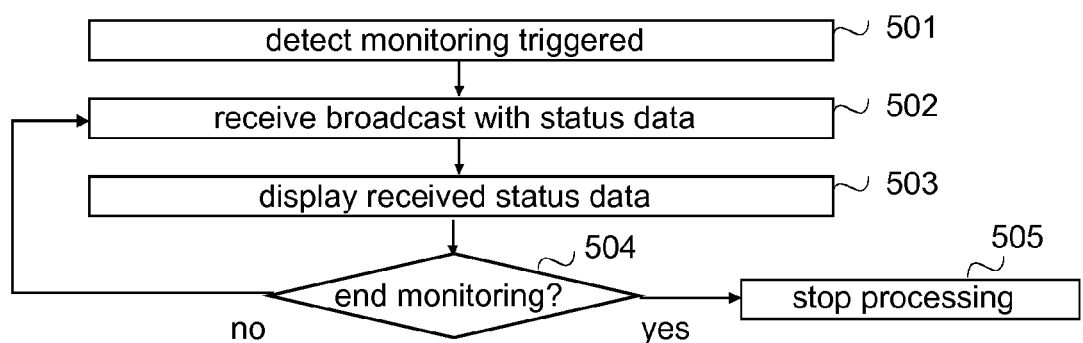 detect monitoring triggered
501
receive broadcast with status data
502
display received status data
503
504
end monitoring?
no
yes
505
stop processing